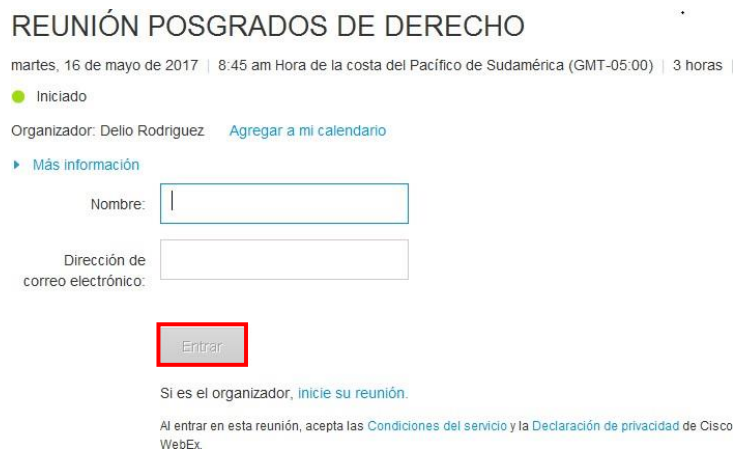 REUNIÓN POSGRADOS DE DERECHO
martes, 16 de mayo de 2017 | 8:45 am Hora de la costa del Pacífico de Sudamérica (GMT-05:00) | 3 horas |
Iniciado
Organizador: Delio Rodriguez Agregar a mi calendario
Más información
Nombre:
Dirección de
correo electrónico:
Entrar
Si es el organizador, inicie su reunión.
Al entrar en esta reunión, acepta las Condiciones del servicio y la Declaración de privacidad de Cisco
WebEx.